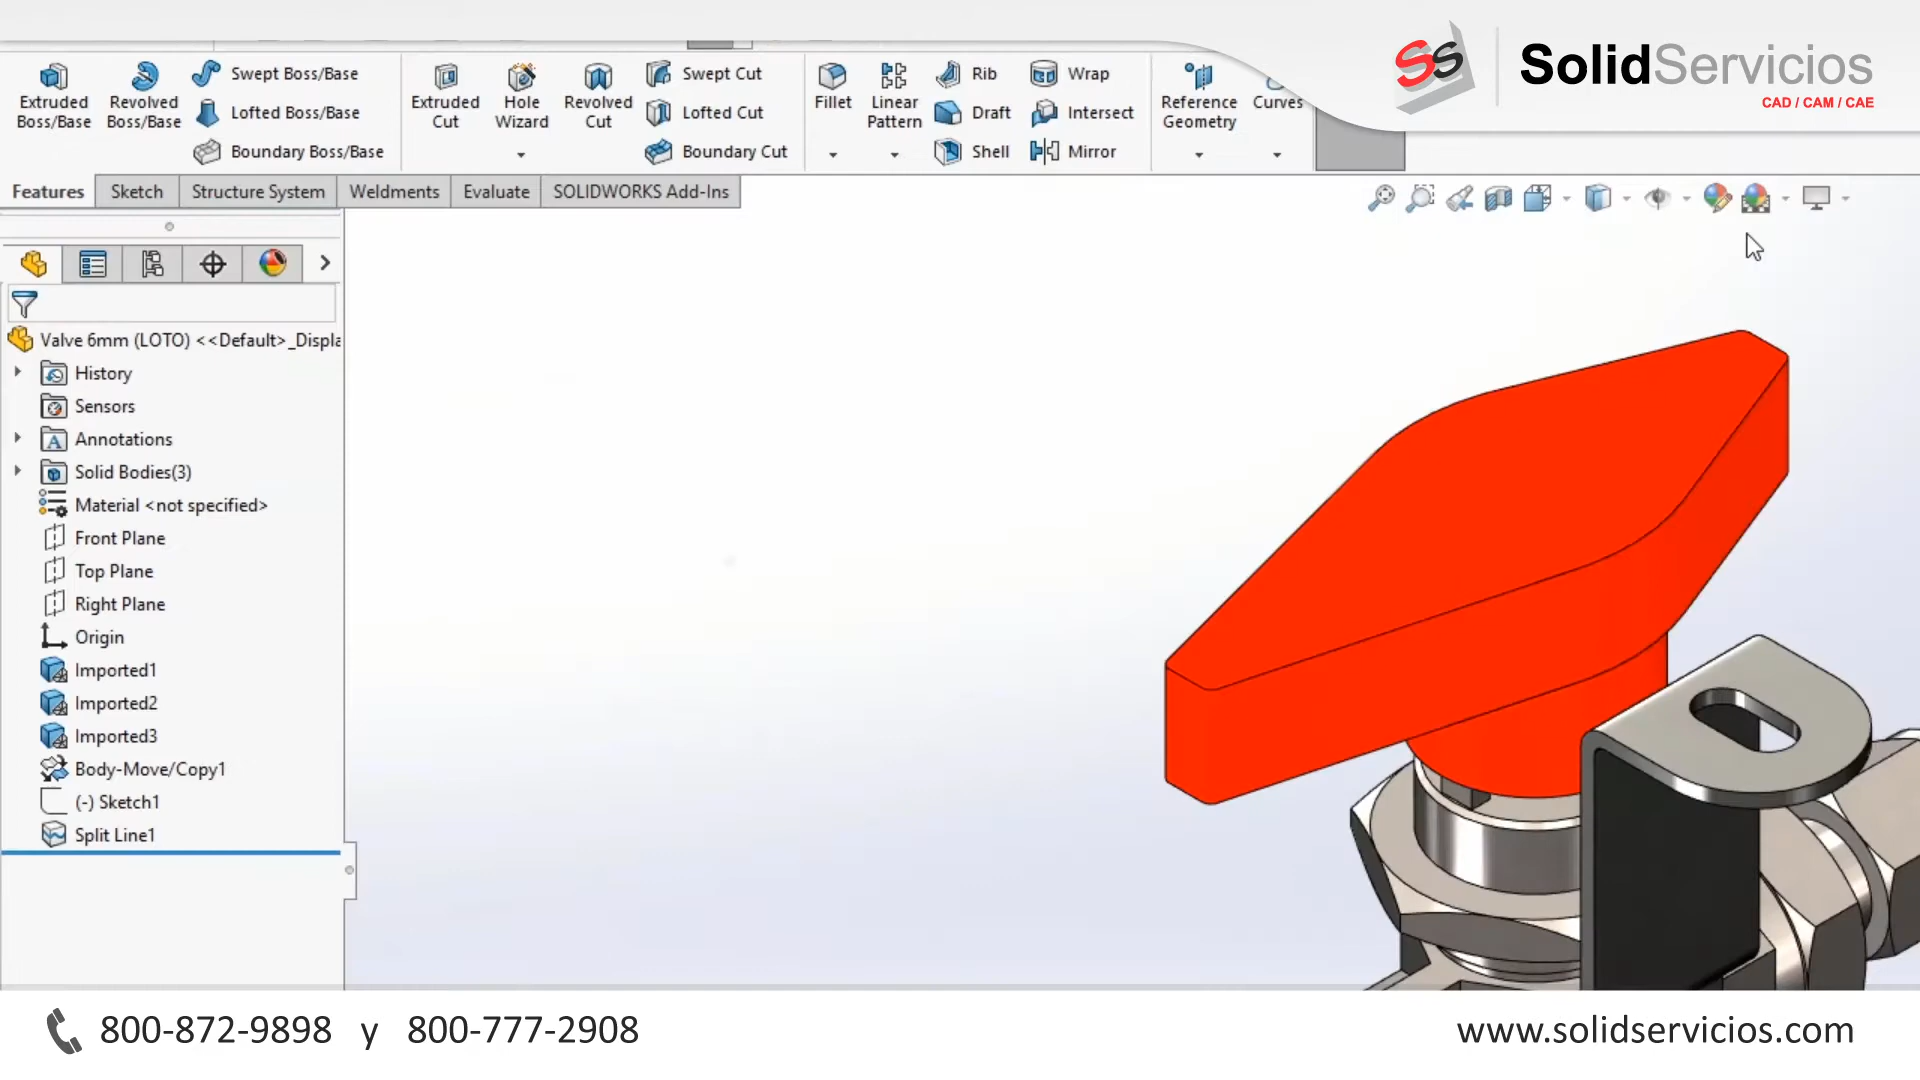 SS SolidServicios
CAD / CAM / CAE
Extruded Boss/Base
Revolved Boss/Base
Swept Boss/Base
Lofted Boss/Base
Boundary Boss/Base
Extruded Cut
Hole Wizard
Revolved Cut
Swept Cut
Lofted Cut
Boundary Cut
Fillet
Linear Pattern
Rib
Draft
Shell
Wrap
Intersect
Mirror
Reference Geometry
Curves
Features Sketch Structure System Weldments Evaluate SOLIDWORKS Add-Ins
Valve 6mm (LOTO) <<Default>_Displa
History
Sensors
A Annotations
Solid Bodies(3)
Material <not specified>
Front Plane
Top Plane
Right Plane
Origin
Imported1
Imported2
Imported3
Body-Move/Copy1
(-) Sketch1
Split Line1
800-872-9898 y 800-777-2908
www.solidservicios.com